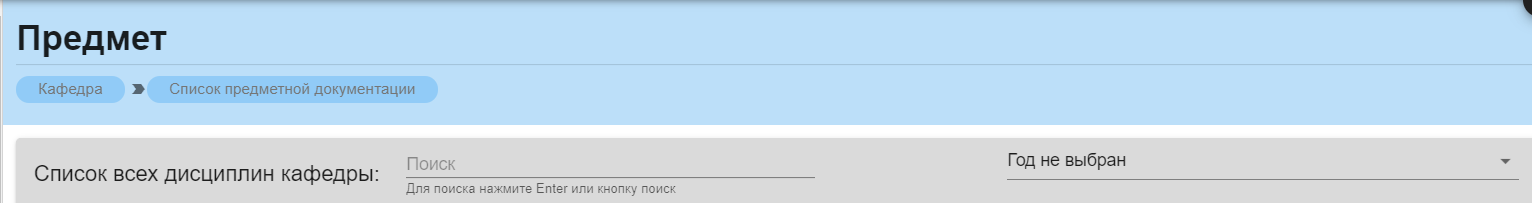 Предмет
Кафедра Список предметной документации
Список всех дисциплин кафедры: Поиск Год не выбран
Для поиска нажмите Enter или кнопку поиск